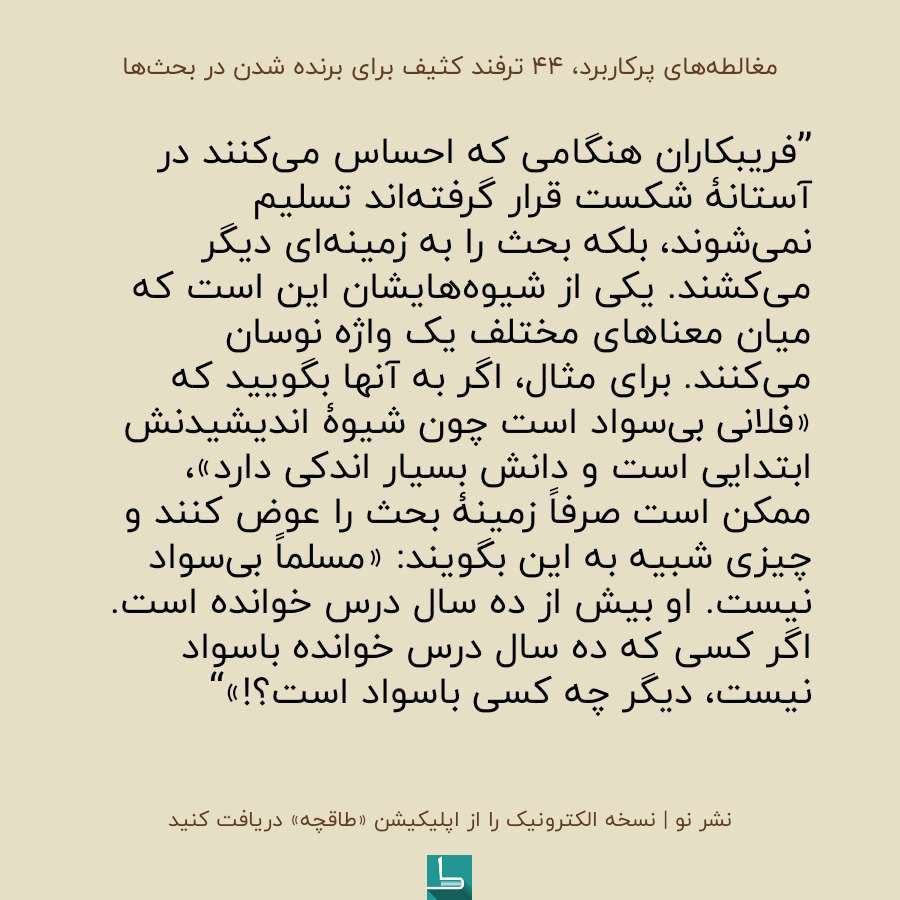 مغالطه‌های پرکاربرد، ۴۴ ترفند کثیف برای برنده شدن در بحث‌ها
”فریبکاران هنگامی که احساس می‌کنند در
آستانهٔ شکست قرار گرفته‌اند تسلیم
نمی‌شوند، بلکه بحث را به زمینه‌ای دیگر
می‌کشند. یکی از شیوه‌هایشان این است که
میان معناهای مختلف یک واژه نوسان
می‌کنند. برای مثال، اگر به آنها بگویید که
«فلانی بی‌سواد است چون شیوهٔ اندیشیدنش
ابتدایی است و دانش بسیار اندکی دارد»،
ممکن است صرفاً زمینهٔ بحث را عوض کنند و
چیزی شبیه به این بگویند: «مسلماً بی‌سواد
نیست. او بیش از ده سال درس خوانده است.
اگر کسی که ده سال درس خوانده باسواد
نیست، دیگر چه کسی باسواد است؟!»“
نشر نو | نسخه الکترونیک را از اپلیکیشن «طاقچه» دریافت کنید